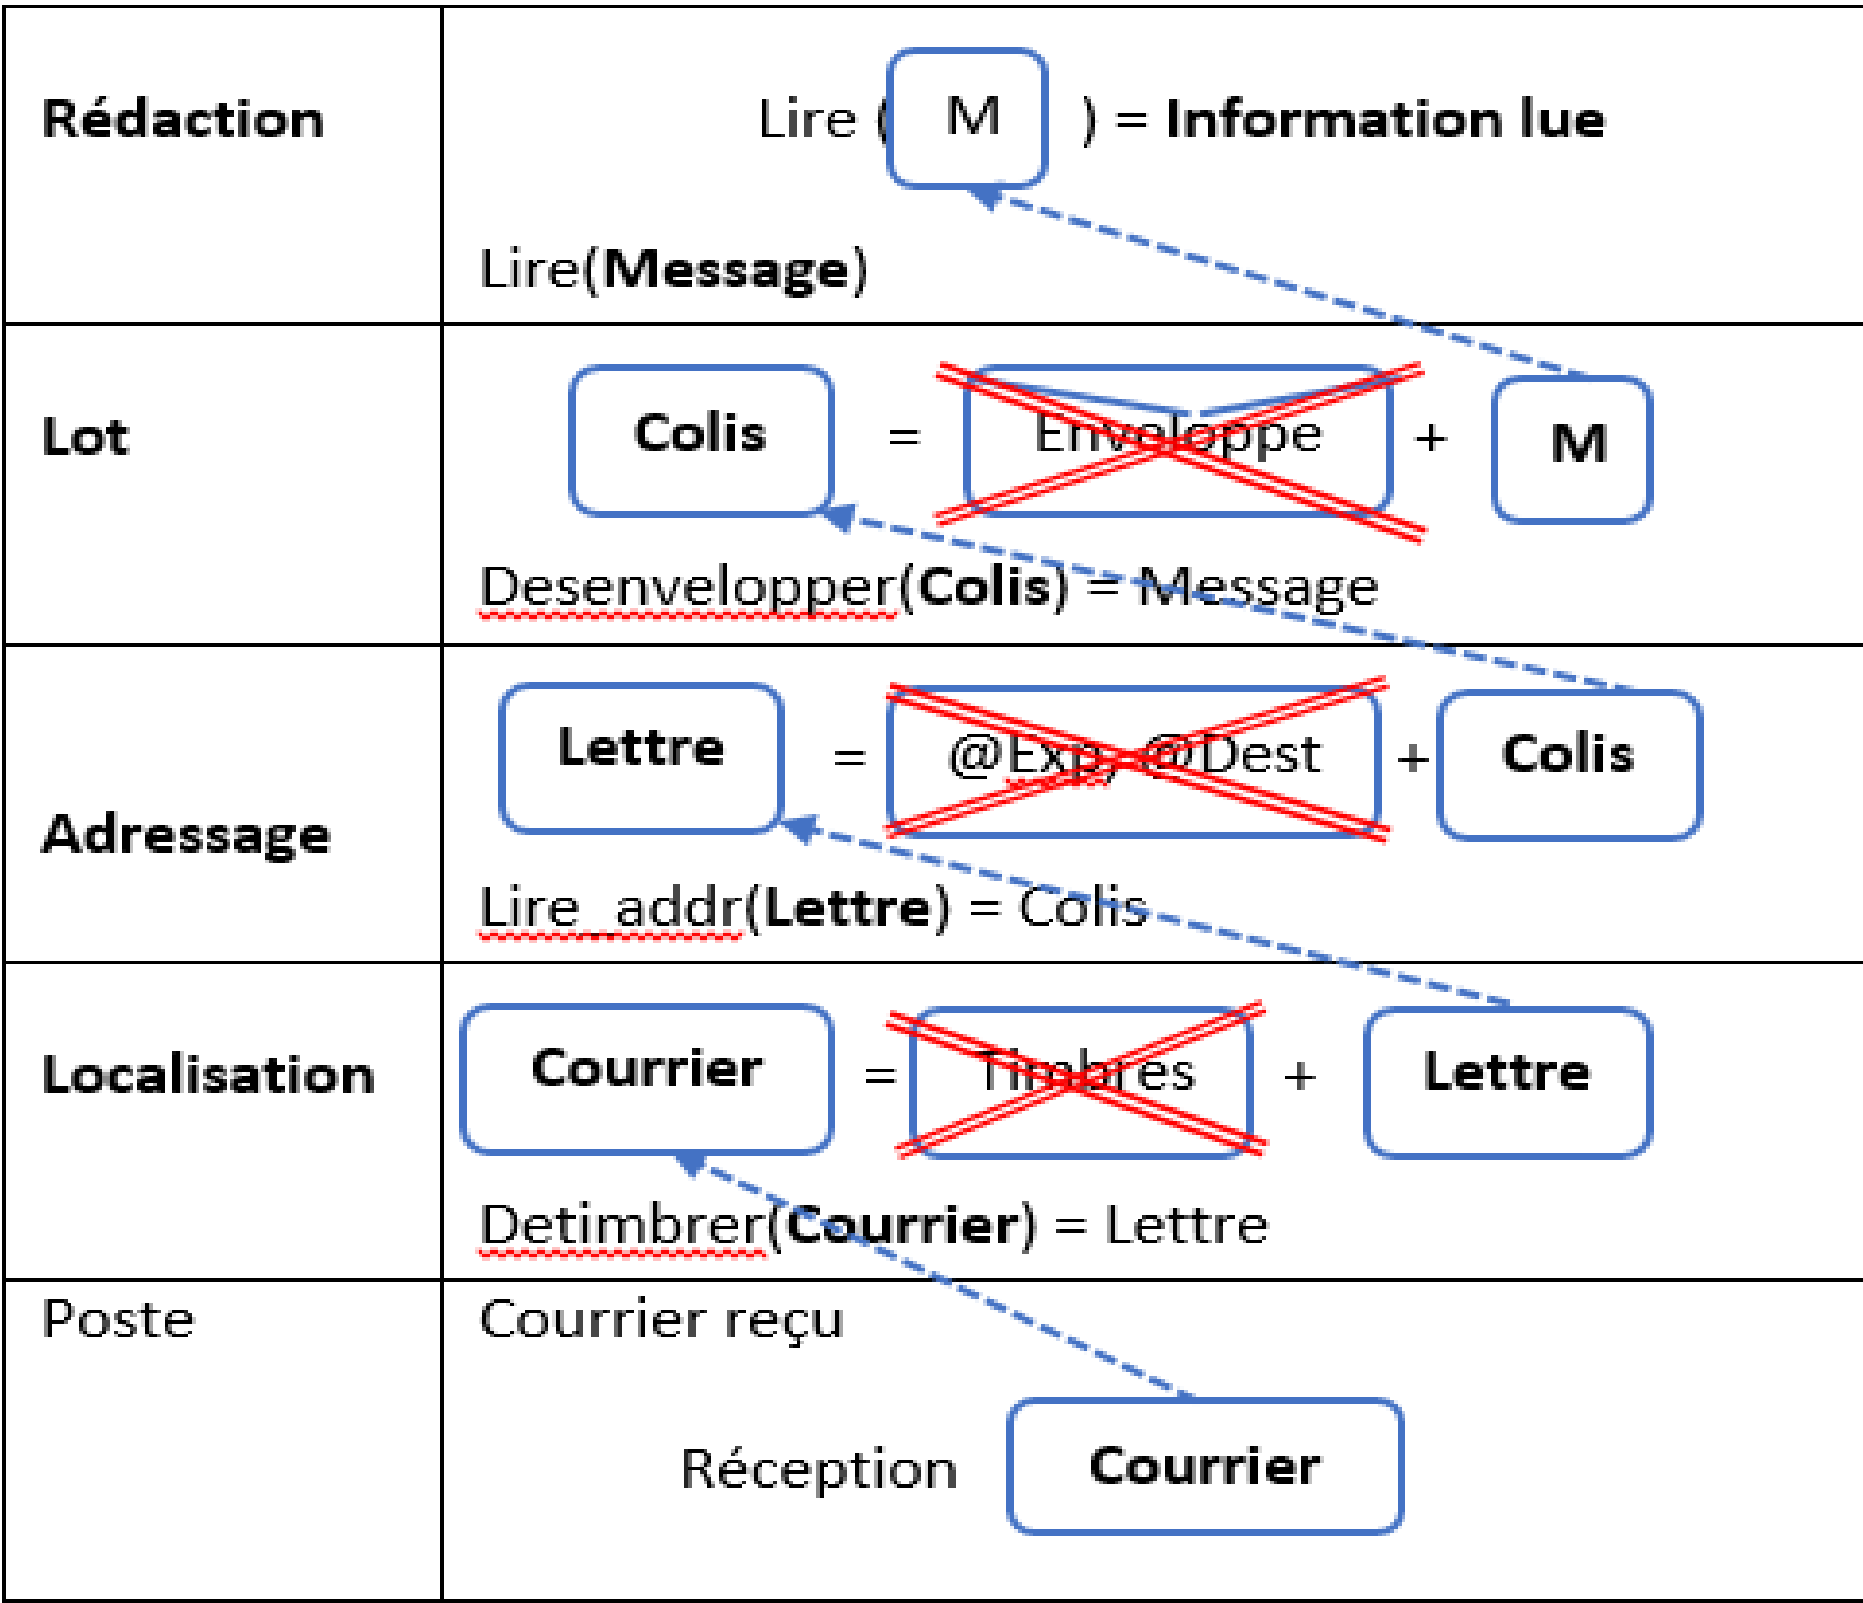 Rédaction
Lire ( M ) = Information lue
Lire(Message)
Lot
Colis = Enveloppe + M
Desenvelopper(Colis) = Message
Adressage
Lettre = @Exp, @Dest + Colis
Lire_addr(Lettre) = Colis
Localisation
Courrier = Timbres + Lettre
Detimbrer(Courrier) = Lettre
Poste
Courrier reçu
Réception Courrier